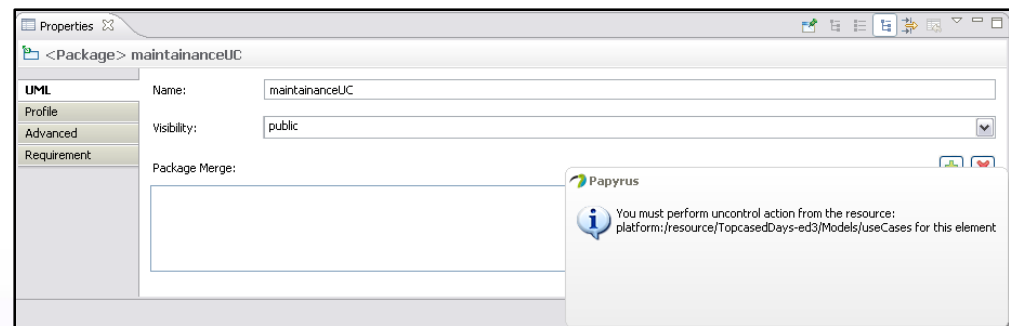 Properties
<Package> maintainanceUC
UML
Profile
Advanced
Requirement
Name:
maintainanceUC
Visibility:
public
Package Merge:
Papyrus
You must perform uncontrol action from the resource:
platform:/resource/TopcasedDays-ed3/Models/useCases for this element